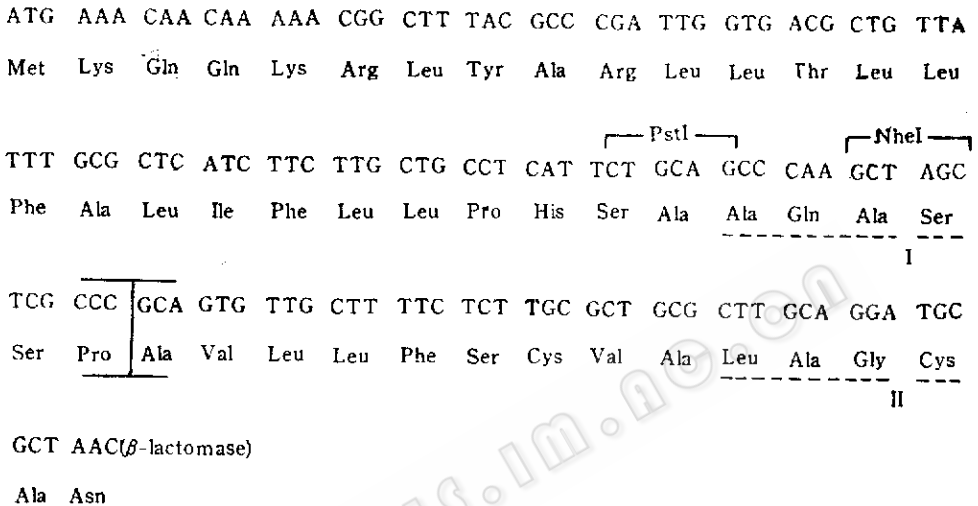 ATG AAA CAA CAA AAA CGG CTT TAC GCC CGA TTG GTG ACG CTG TTA
Met Lys Gln Gln Lys Arg Leu Tyr Ala Arg Leu Leu Thr Leu Leu
PstI NheI
TTT GCG CTC ATC TTC TTG CTG CCT CAT TCT GCA GCC CAA GCT AGC
Phe Ala Leu Ile Phe Leu Leu Pro His Ser Ala Ala Gln Ala Ser
I
TCG CCC GCA GTG TTG CTT TTC TCT TGC GCT GCG CTT GCA GGA TGC
Ser Pro Ala Val Leu Leu Phe Ser Cys Val Ala Leu Ala Gly Cys
II
GCT AAC(β-lactomase)
Ala Asn
s.im.ac.cn